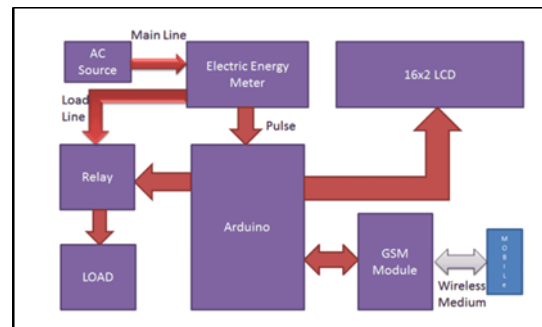 Main Line
AC
Source
Electric Energy
Meter
16x2 LCD
Load
Line
Pulse
Relay
Arduino
LOAD
GSM
Module
Wireless
Medium
M
O
B
I
L
e